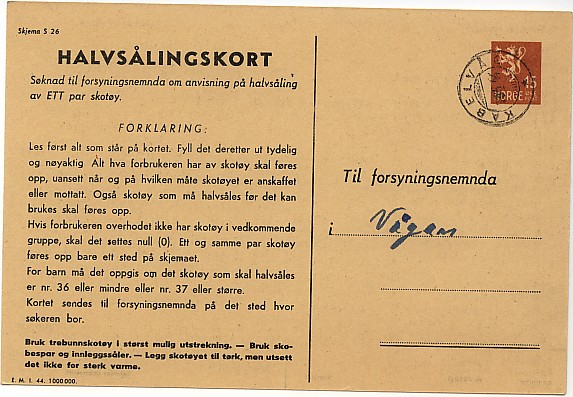 Skjema S 26
HALVSÅLINGSKORT
Søknad til forsyningsnemnda om anvisning på halvsåling
av ETT par skotøy.
FORKLARING:
Les først alt som står på kortet. Fyll det deretter ut tydelig
og nøyaktig Alt hva forbrukeren har av skotøy skal føres
opp, uansett når og på hvilken måte skotøyet er anskaffet
eller mottatt. Også skotøy som må halvsåles før det kan
brukes skal føres opp.
Hvis forbrukeren overhodet ikke har skotøy i vedkommende
gruppe, skal det settes null (0). Ett og samme par skotøy
føres opp bare ett sted på skjemaet.
For barn må det oppgis om det skotøy som skal halvsåles
er nr. 36 eller mindre eller nr. 37 eller større.
Kortet sendes til forsyningsnemnda på det sted hvor
søkeren bor.
Bruk trebunnskotøy i størst mulig utstrekning. — Bruk sko-
bespar og innleggssåler. — Legg skotøyet til tørk, men utsett
det ikke for sterk varme.
E. M. I. 44. 1000000.
KABELVÅG
15
NORGE
Til forsyningsnemnda
i Vågan